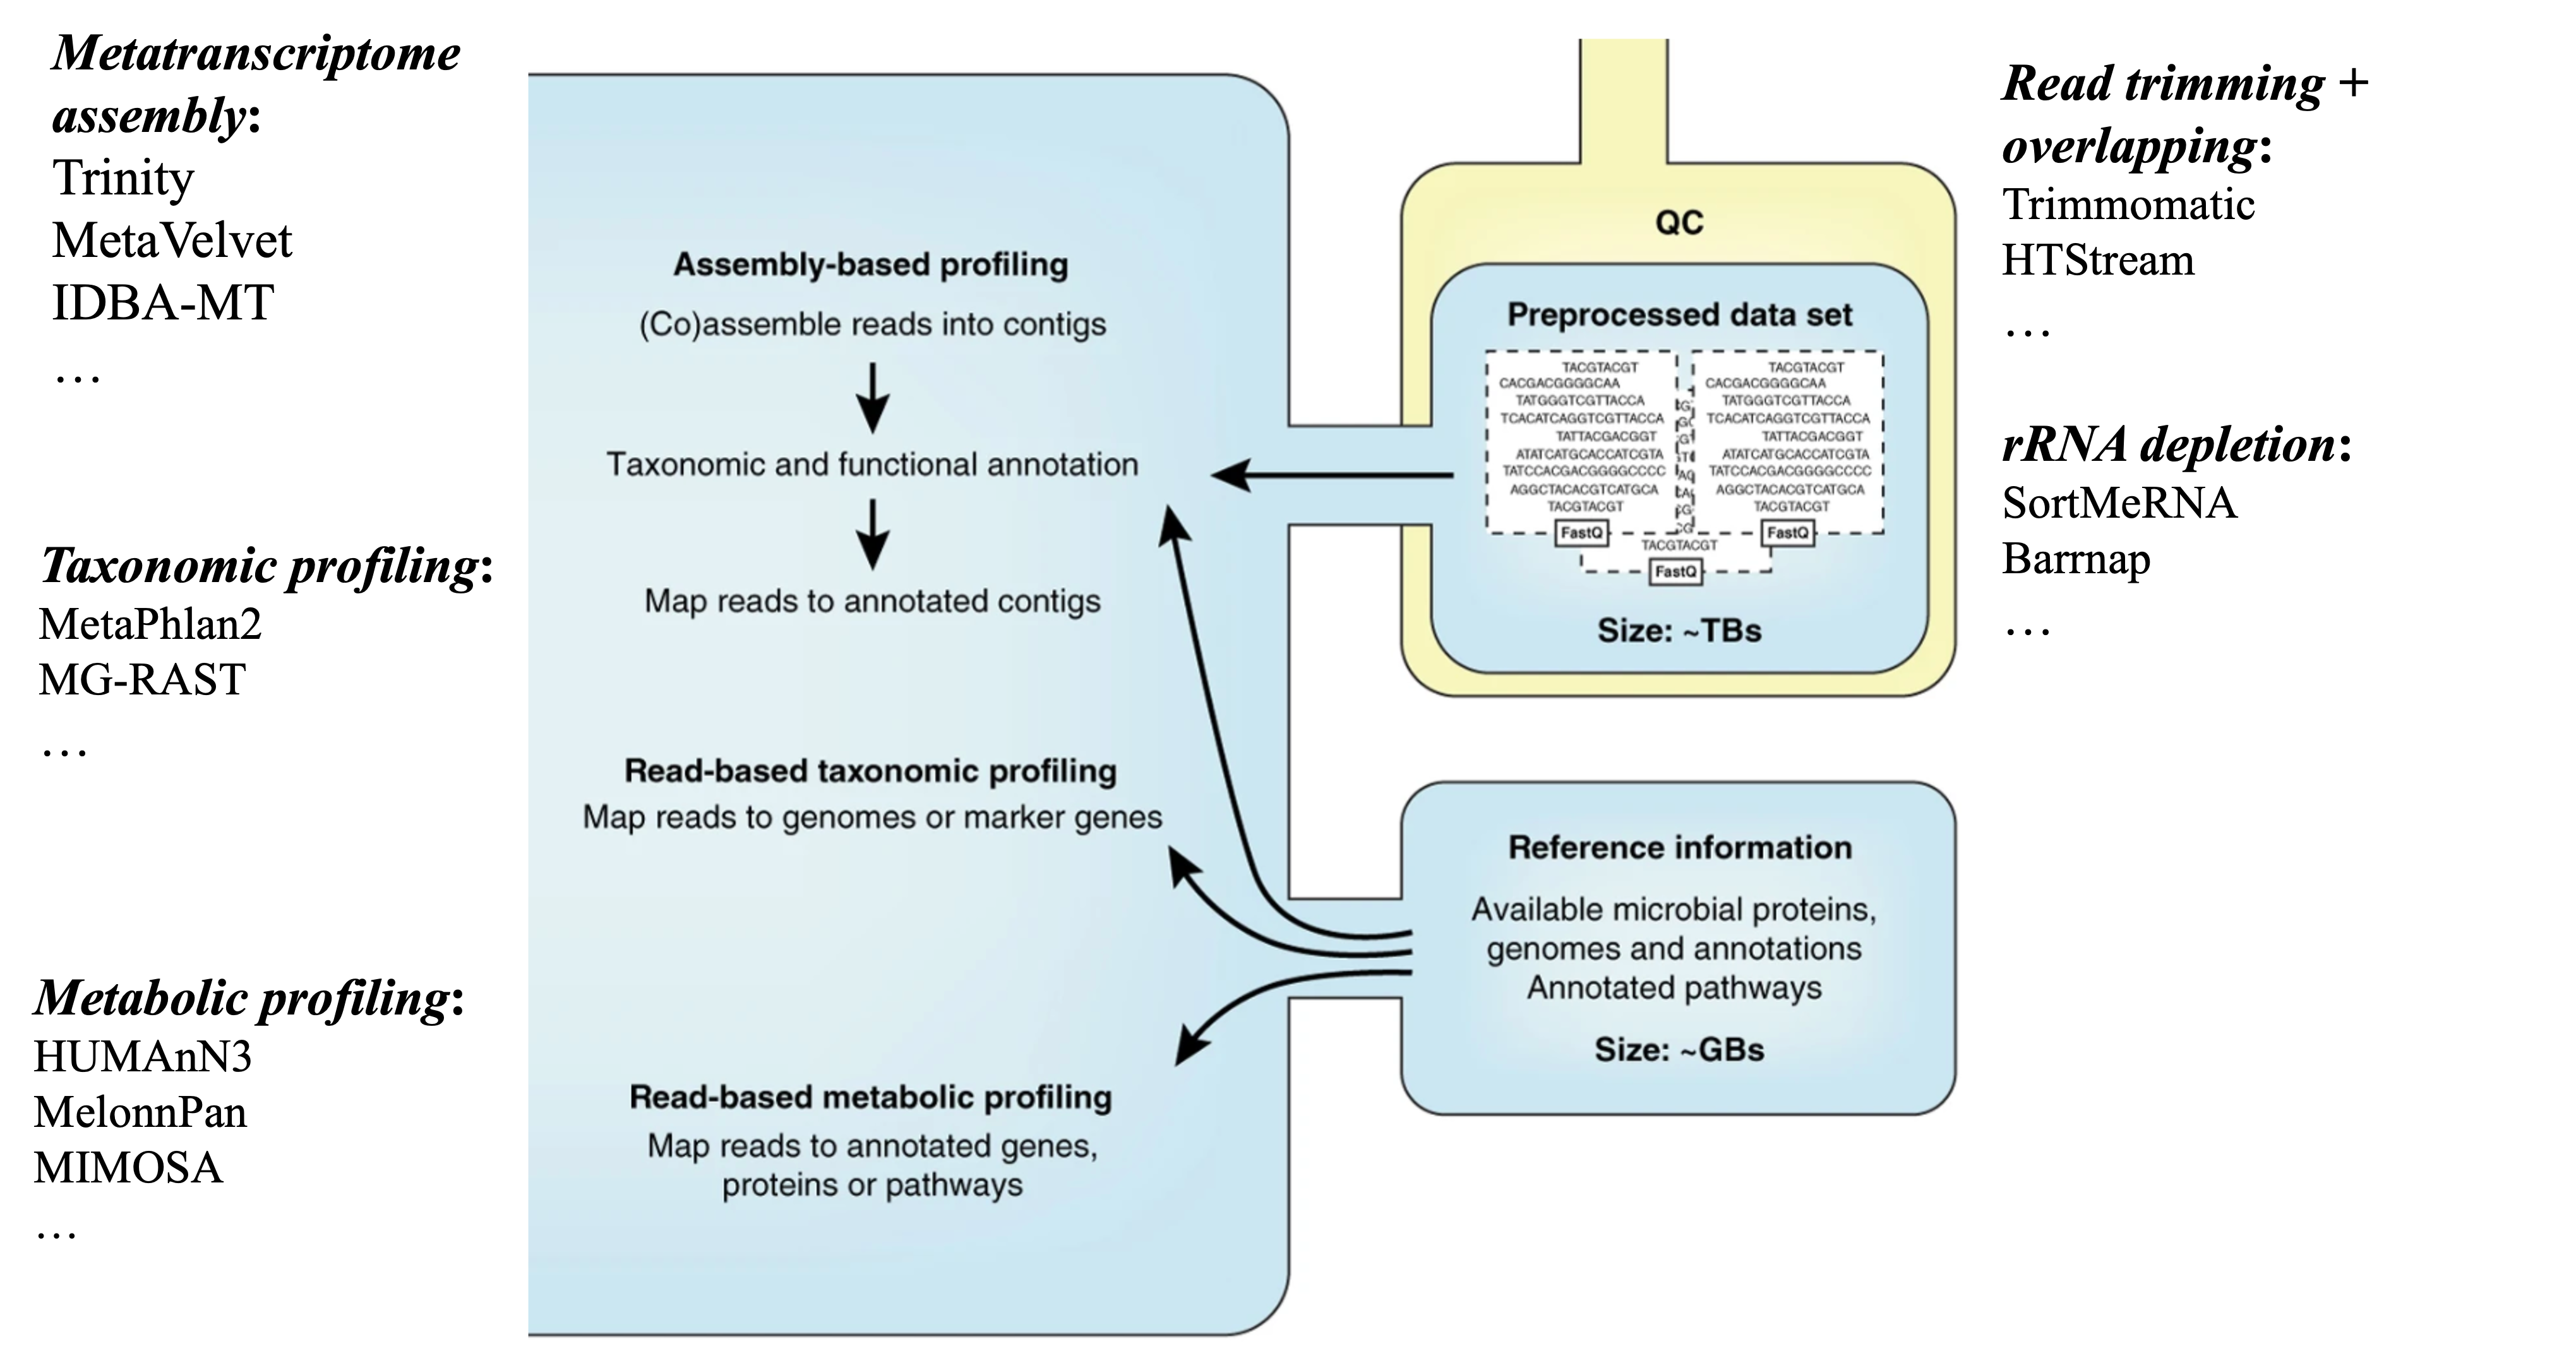 Metatranscriptome
assembly:
Trinity
MetaVelvet
IDBA-MT
…
Taxonomic profiling:
MetaPhlan2
MG-RAST
…
Metabolic profiling:
HUMAnN3
MelonnPan
MIMOSA
…
Assembly-based profiling
(Co)assemble reads into contigs
Taxonomic and functional annotation
Map reads to annotated contigs
Read-based taxonomic profiling
Map reads to genomes or marker genes
Read-based metabolic profiling
Map reads to annotated genes,
proteins or pathways
QC
Preprocessed data set
TACGTACGT
CACGACGGGGCAA
TATGGGTCGTTACCA
TCACATCAGGTCGTTACCA
TATTACGACGGT
ATATCATGCACCATCGTA
TATCCACGACGGGGCCCC
AGGCTACACGTCATGCA
TACGTACGT
FastQ
TACGTACGT
CACGACGGGGCAA
TATGGGTCGTTACCA
TCACATCAGGTCGTTACCA
TATTACGACGGT
ATATCATGCACCATCGTA
TATCCACGACGGGGCCCC
AGGCTACACGTCATGCA
TACGTACGT
FastQ
TACGTACGT
FastQ
Size: ~TBs
Reference information
Available microbial proteins,
genomes and annotations
Annotated pathways
Size: ~GBs
Read trimming +
overlapping:
Trimmomatic
HTStream
…
rRNA depletion:
SortMeRNA
Barrnap
…